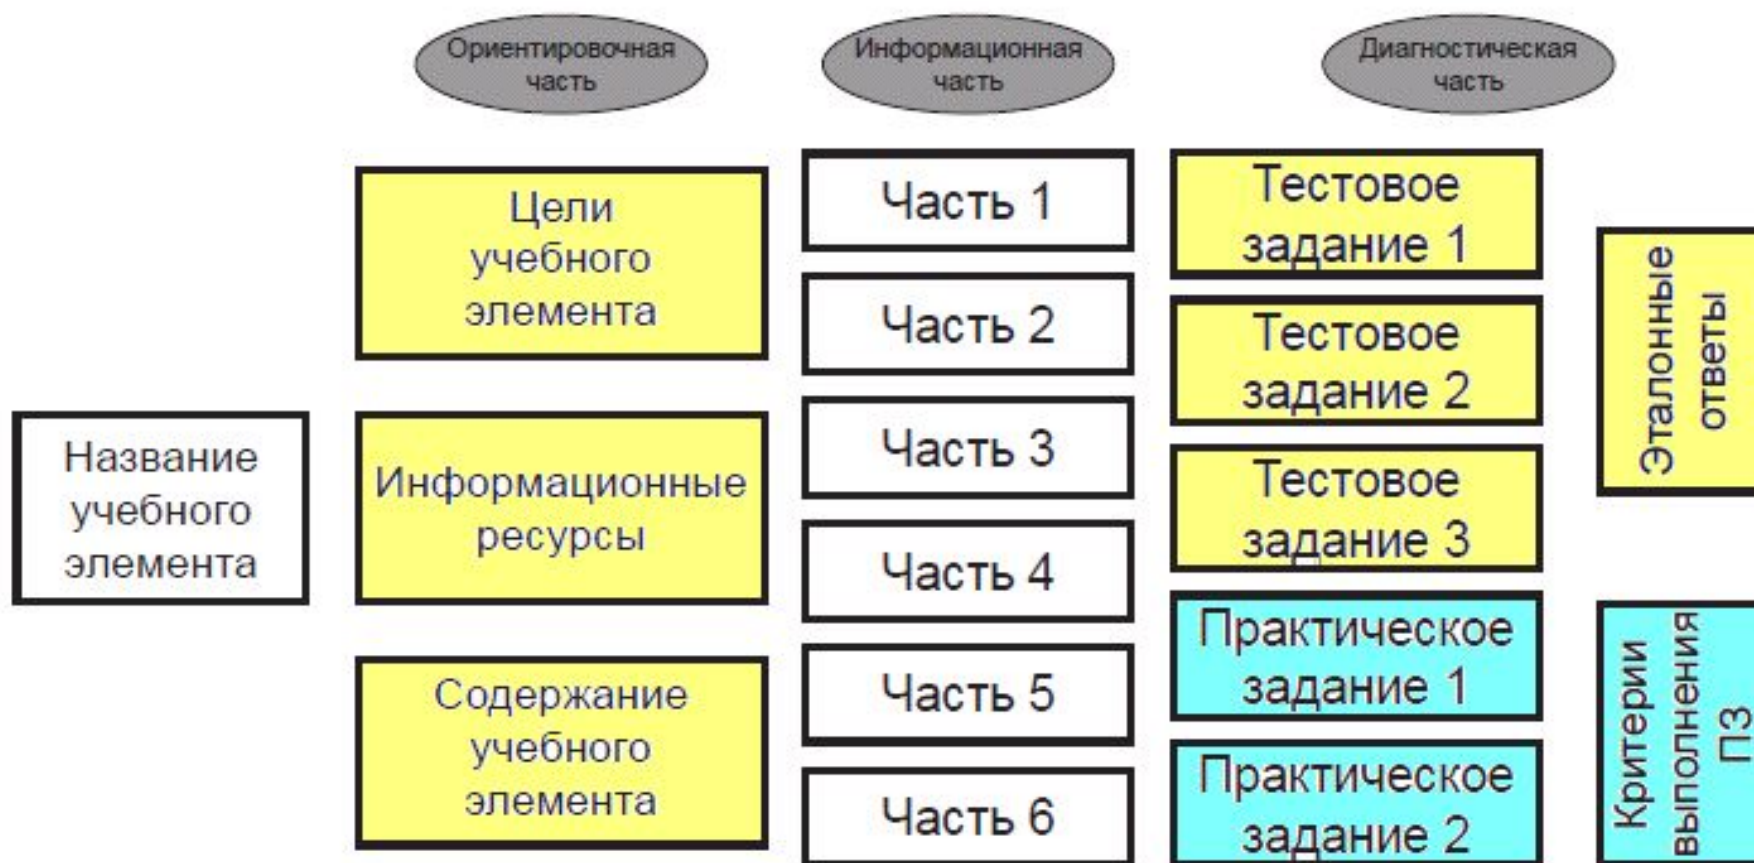 Ориентировочная
часть
Информационная
часть
Диагностическая
часть
Название
учебного
элемента
Цели
учебного
элемента
Информационные
ресурсы
Содержание
учебного
элемента
Часть 1
Часть 2
Часть 3
Часть 4
Часть 5
Часть 6
Тестовое
задание 1
Тестовое
задание 2
Тестовое
задание 3
Практическое
задание 1
Практическое
задание 2
Эталонные
ответы
Критерии
выполнения
ПЗ